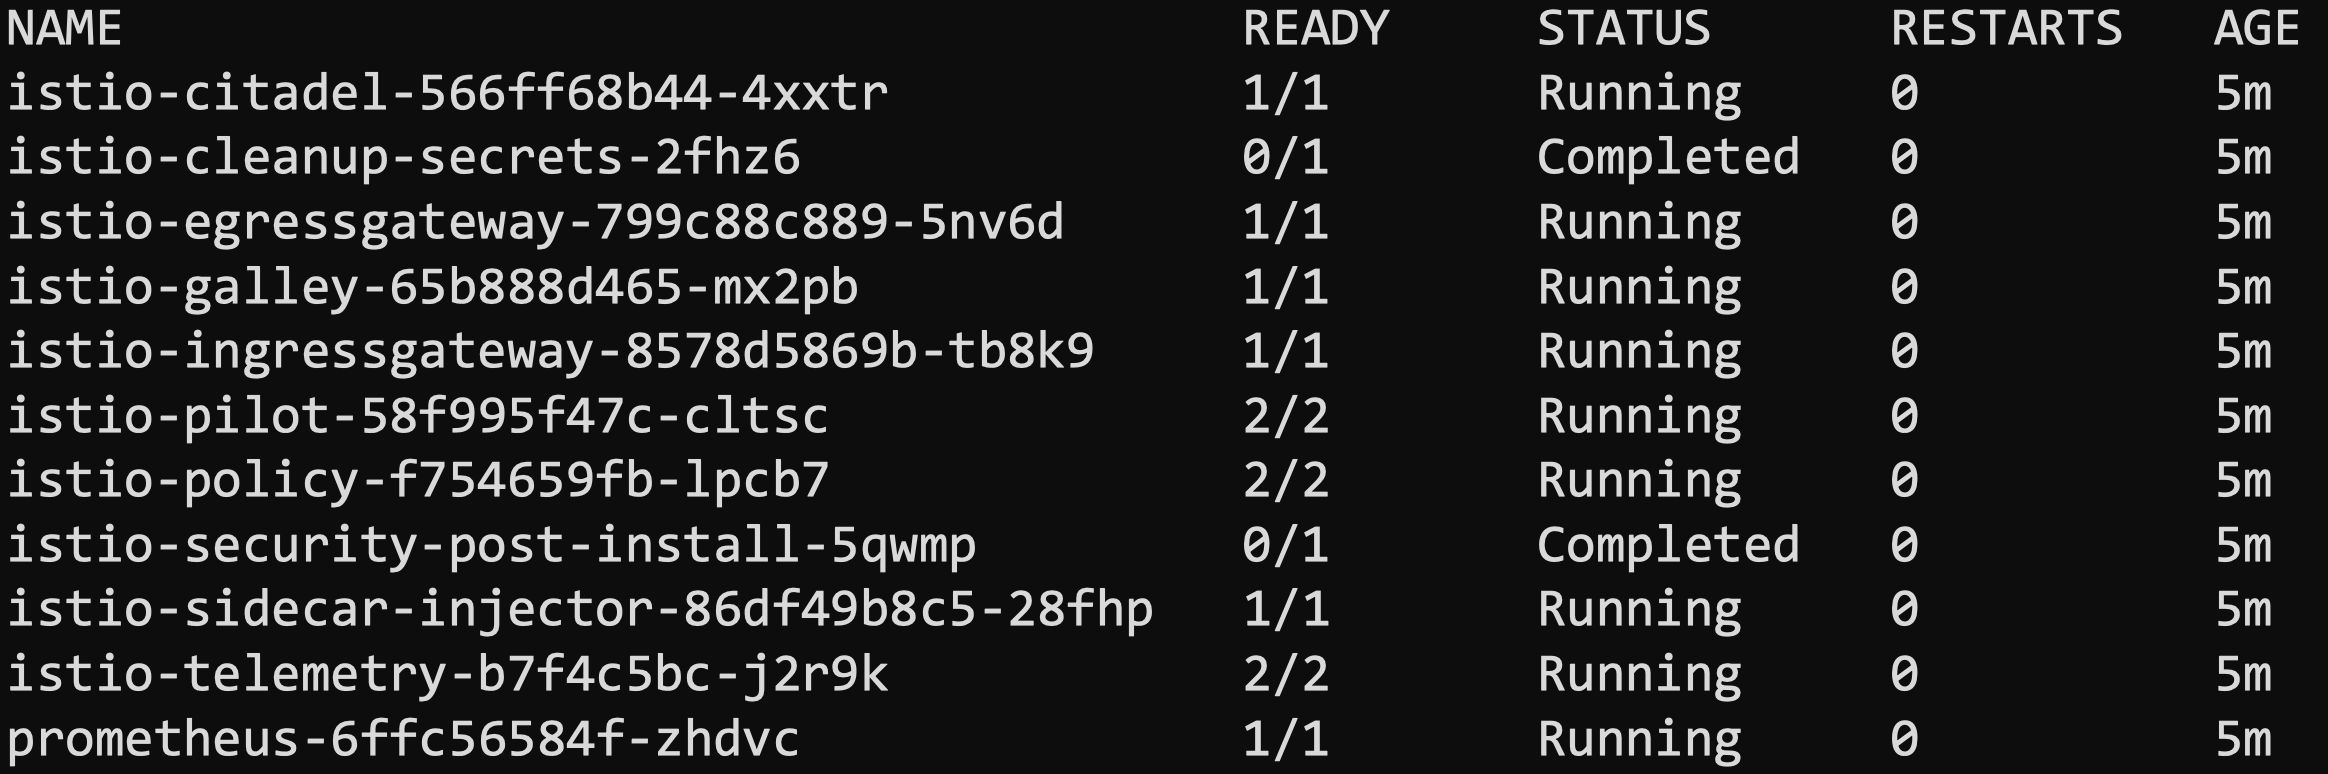 NAME READY STATUS RESTARTS AGE
istio-citadel-566ff68b44-4xxtr 1/1 Running 0 5m
istio-cleanup-secrets-2fhz6 0/1 Completed 0 5m
istio-egressgateway-799c88c889-5nv6d 1/1 Running 0 5m
istio-galley-65b888d465-mx2pb 1/1 Running 0 5m
istio-ingressgateway-8578d5869b-tb8k9 1/1 Running 0 5m
istio-pilot-58f995f47c-cltsc 2/2 Running 0 5m
istio-policy-f754659fb-lpcb7 2/2 Running 0 5m
istio-security-post-install-5qwmp 0/1 Completed 0 5m
istio-sidecar-injector-86df49b8c5-28fhp 1/1 Running 0 5m
istio-telemetry-b7f4c5bc-j2r9k 2/2 Running 0 5m
prometheus-6ffc56584f-zhdvc 1/1 Running 0 5m